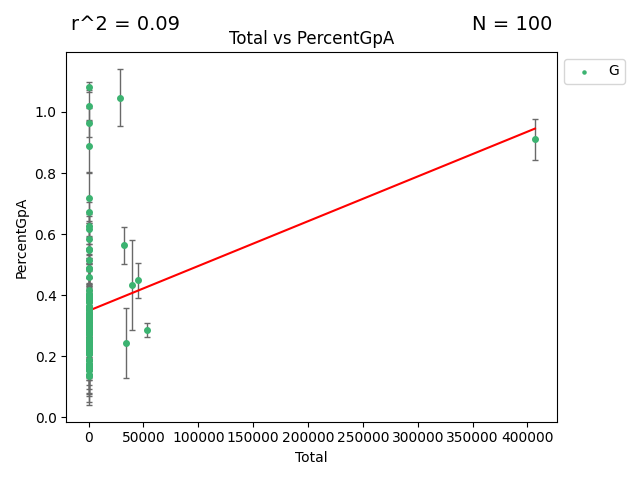 r^2 = 0.09
N = 100
Total vs PercentGpA
G
1.0
0.8
0.6
0.4
0.2
0.0
PercentGpA
0 50000 100000 150000 200000 250000 300000 350000 400000
Total